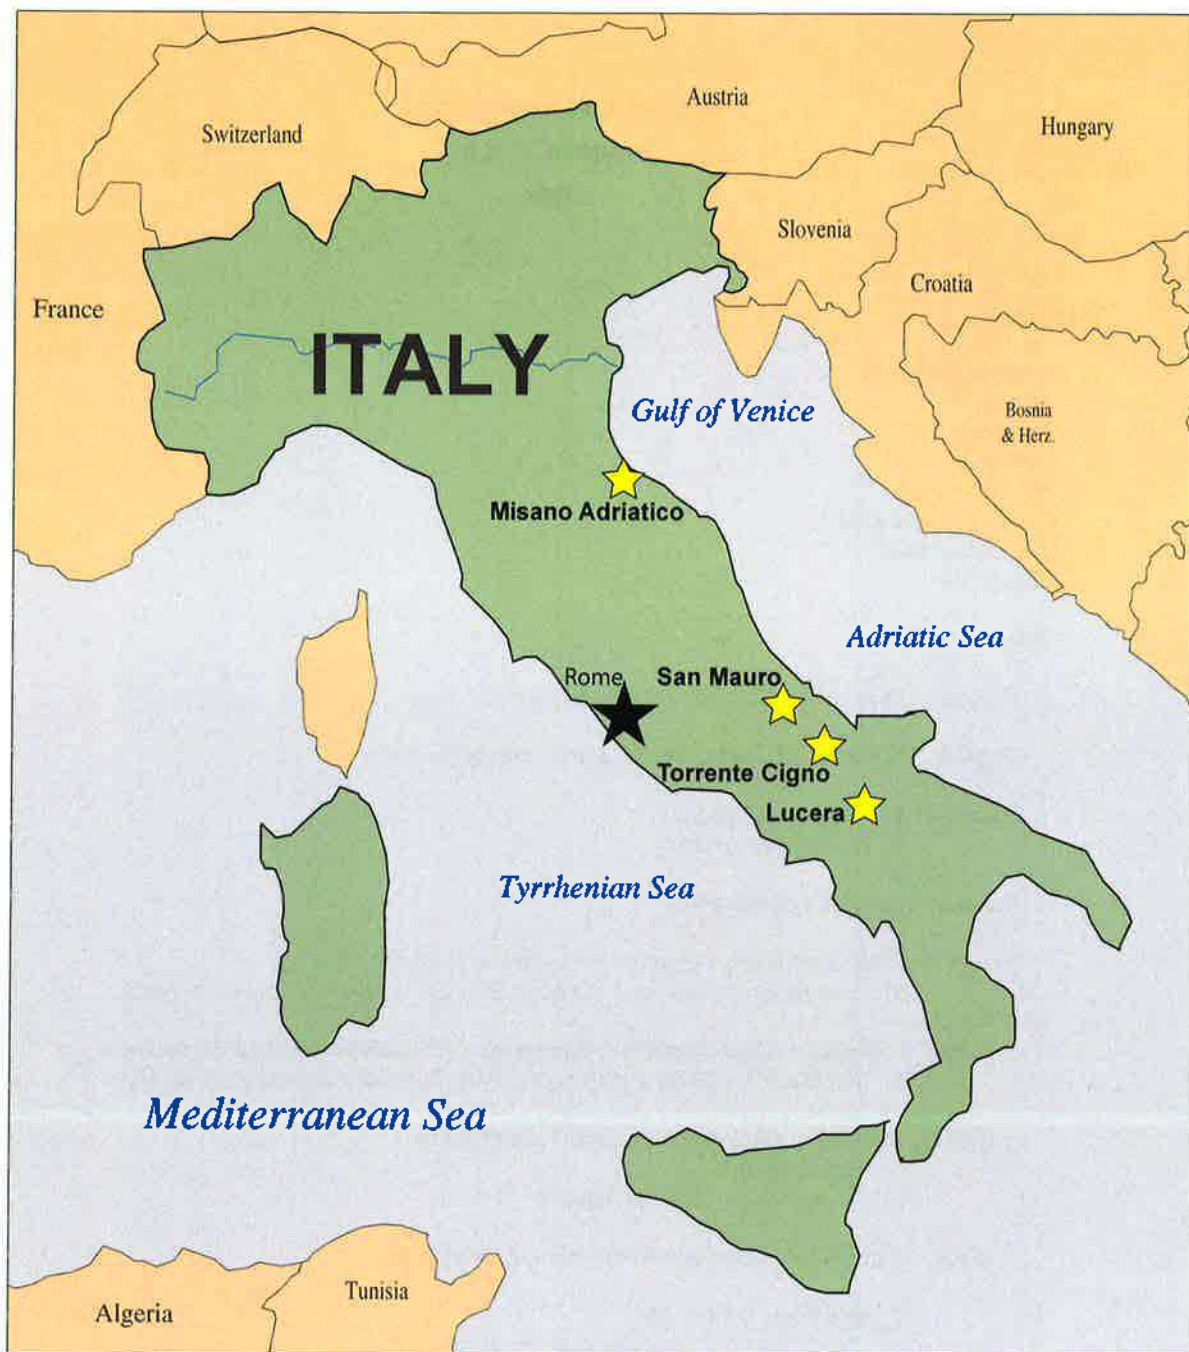 Austria
Hungary
Switzerland
Slovenia
Croatia
France
ITALY
Gulf of Venice
Bosnia
& Herz.
Misano Adriatico
Adriatic Sea
Rome
San Mauro
Torrente Cigno
Lucera
Tyrrhenian Sea
Mediterranean Sea
Tunisia
Algeria